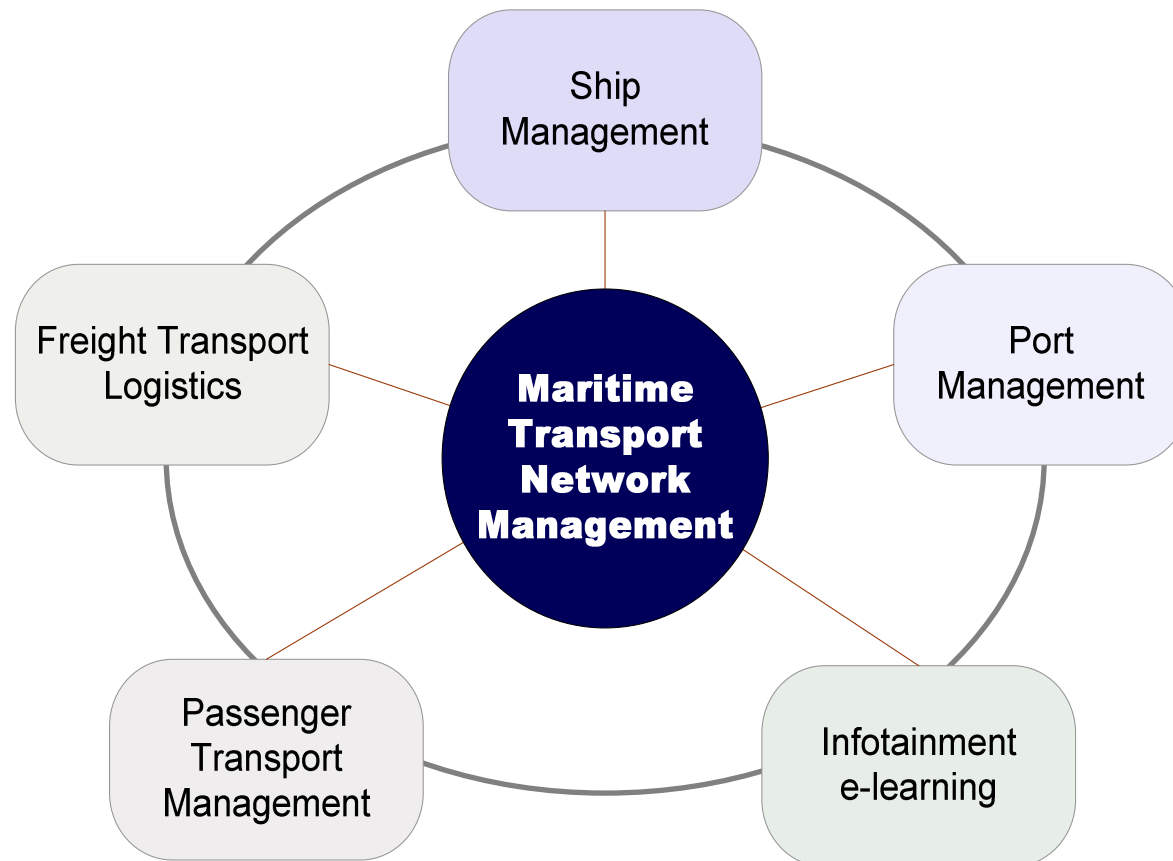 Ship
Management
Freight Transport
Logistics
Port
Management
Maritime
Transport
Network
Management
Passenger
Transport
Management
Infotainment
e-learning